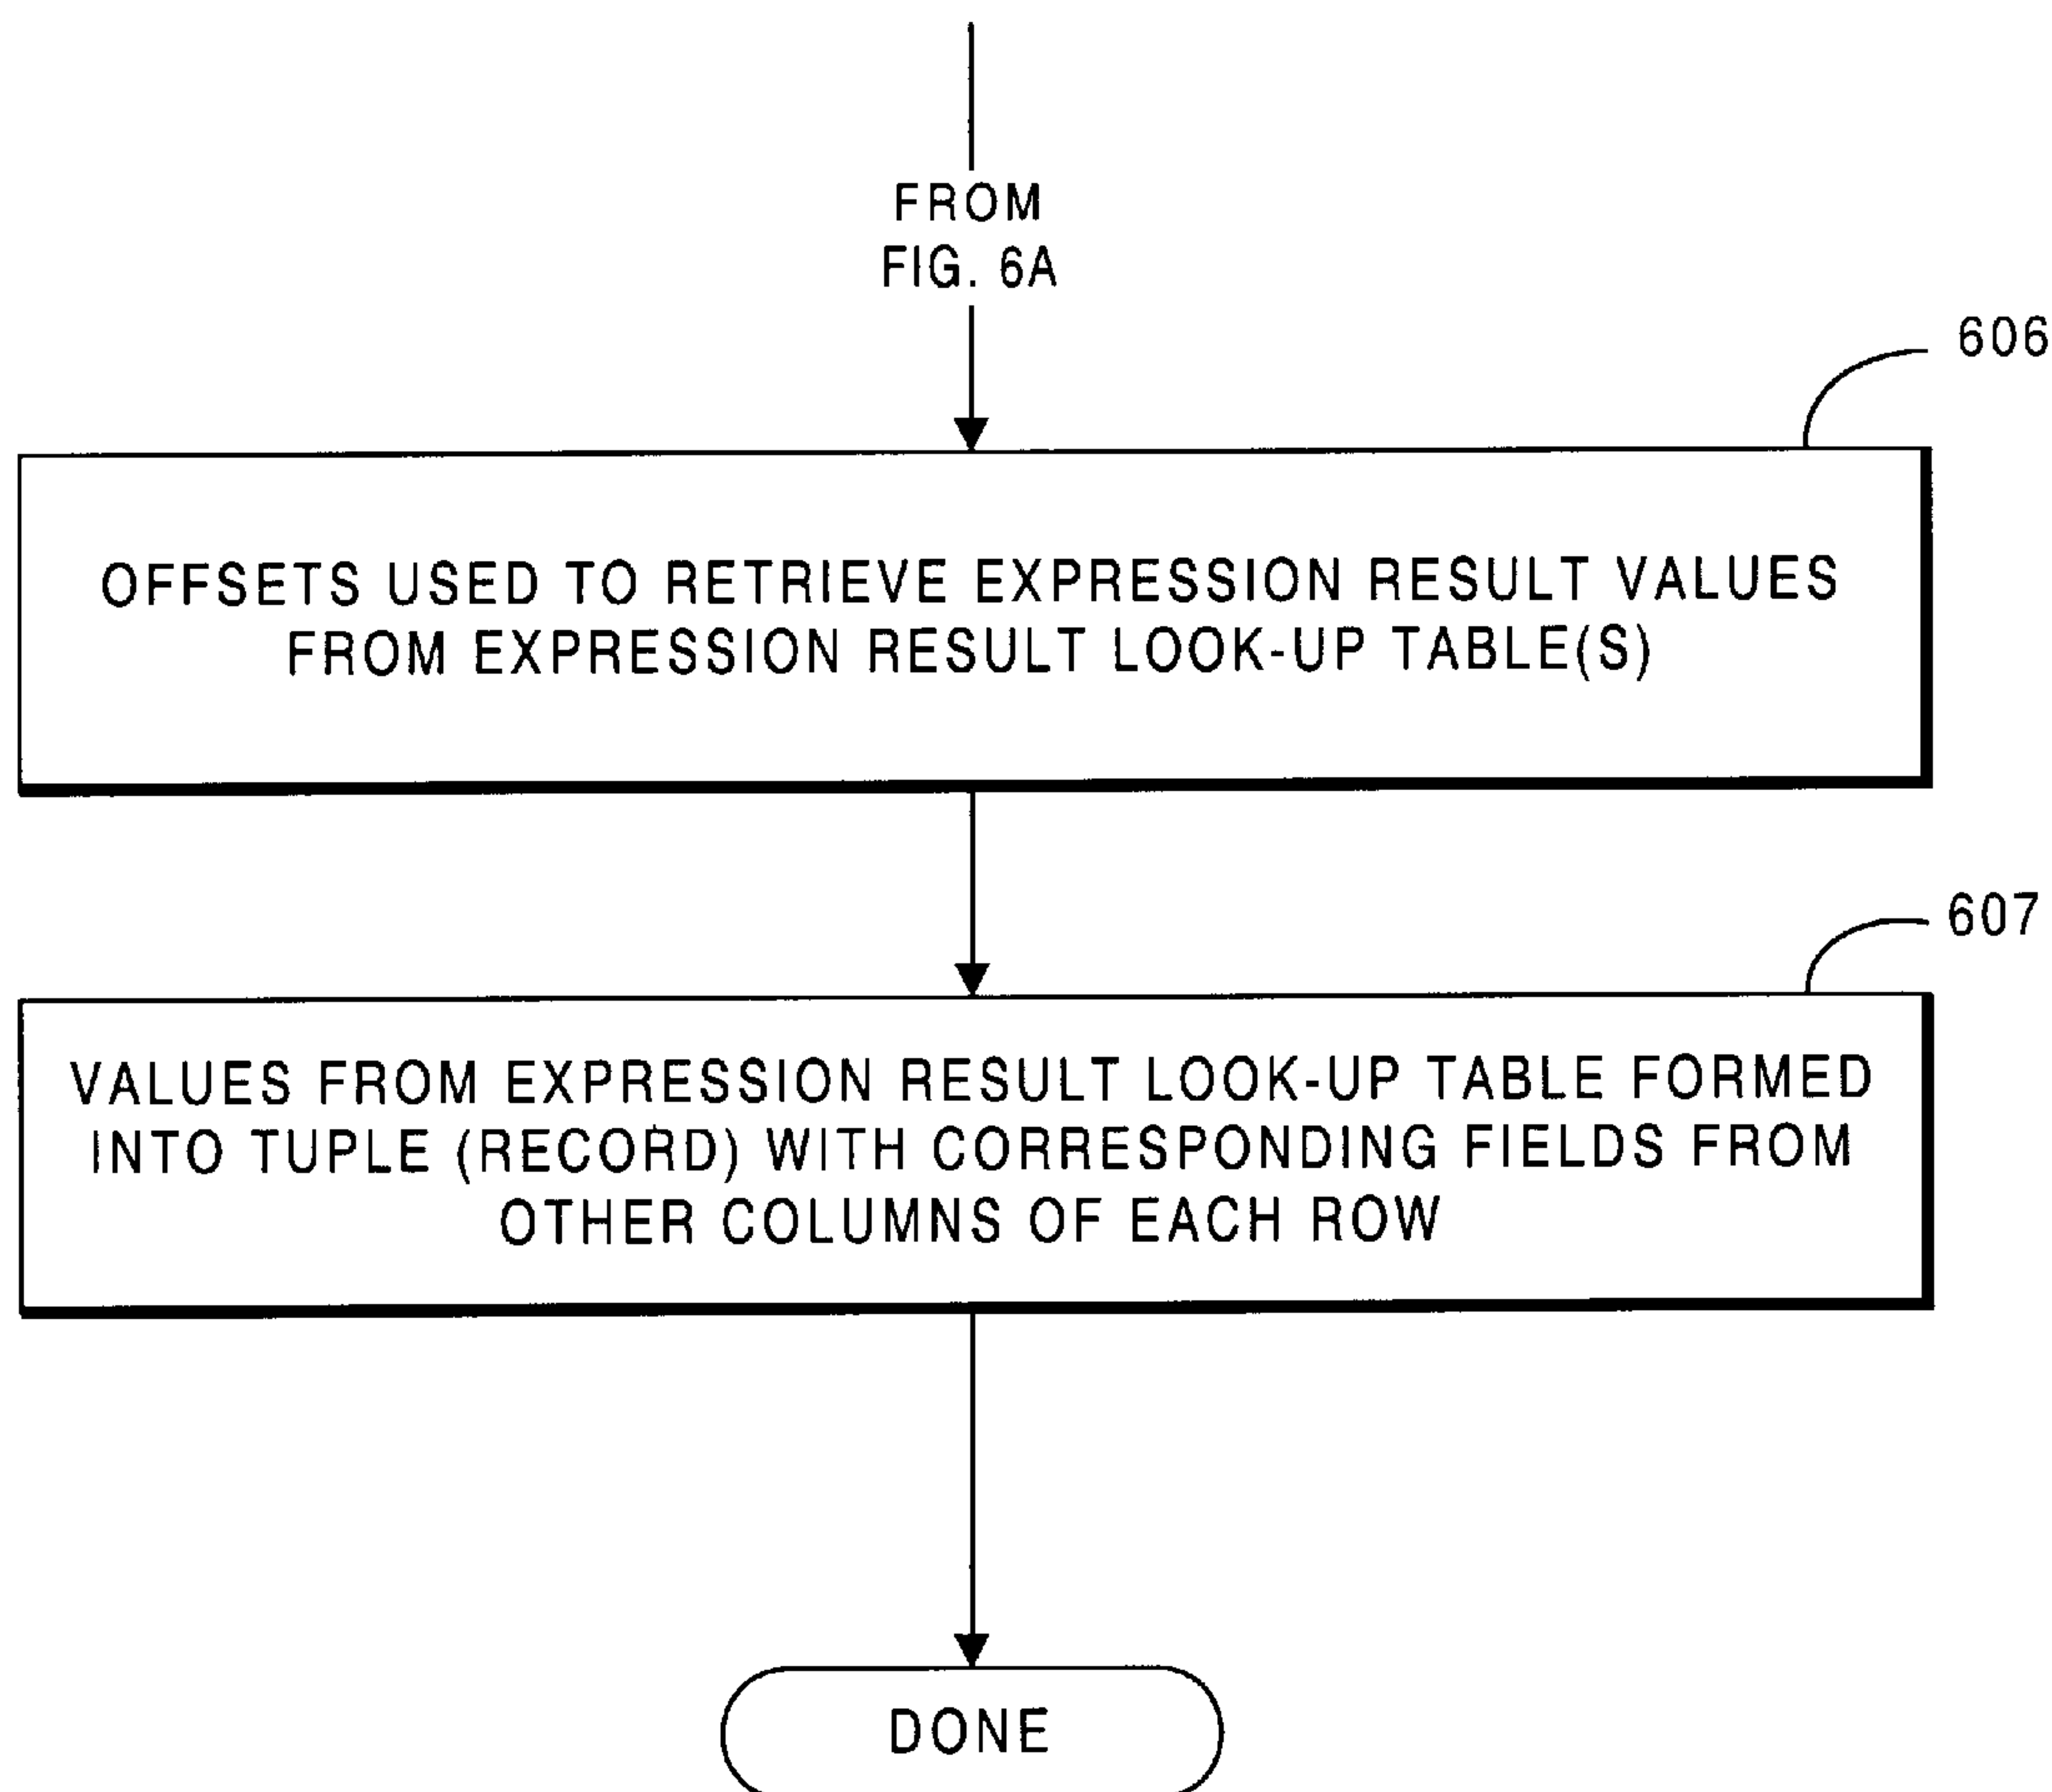 FROM
FIG. 6A
606
OFFSETS USED TO RETRIEVE EXPRESSION RESULT VALUES
FROM EXPRESSION RESULT LOOK-UP TABLE(S)
607
VALUES FROM EXPRESSION RESULT LOOK-UP TABLE FORMED
INTO TUPLE (RECORD) WITH CORRESPONDING FIELDS FROM
OTHER COLUMNS OF EACH ROW
DONE